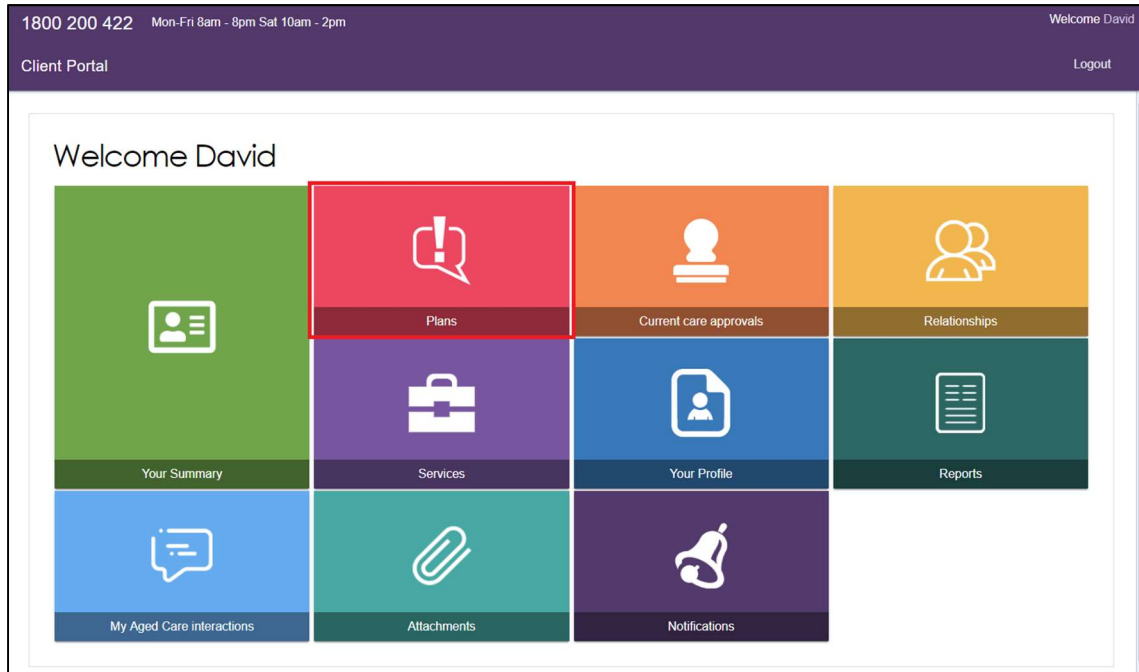 1800 200 422 Mon-Fri 8am - 8pm Sat 10am - 2pm Welcome David
Client Portal Logout
Welcome David
Plans Current care approvals Relationships
Your Summary Services Your Profile Reports
My Aged Care interactions Attachments Notifications